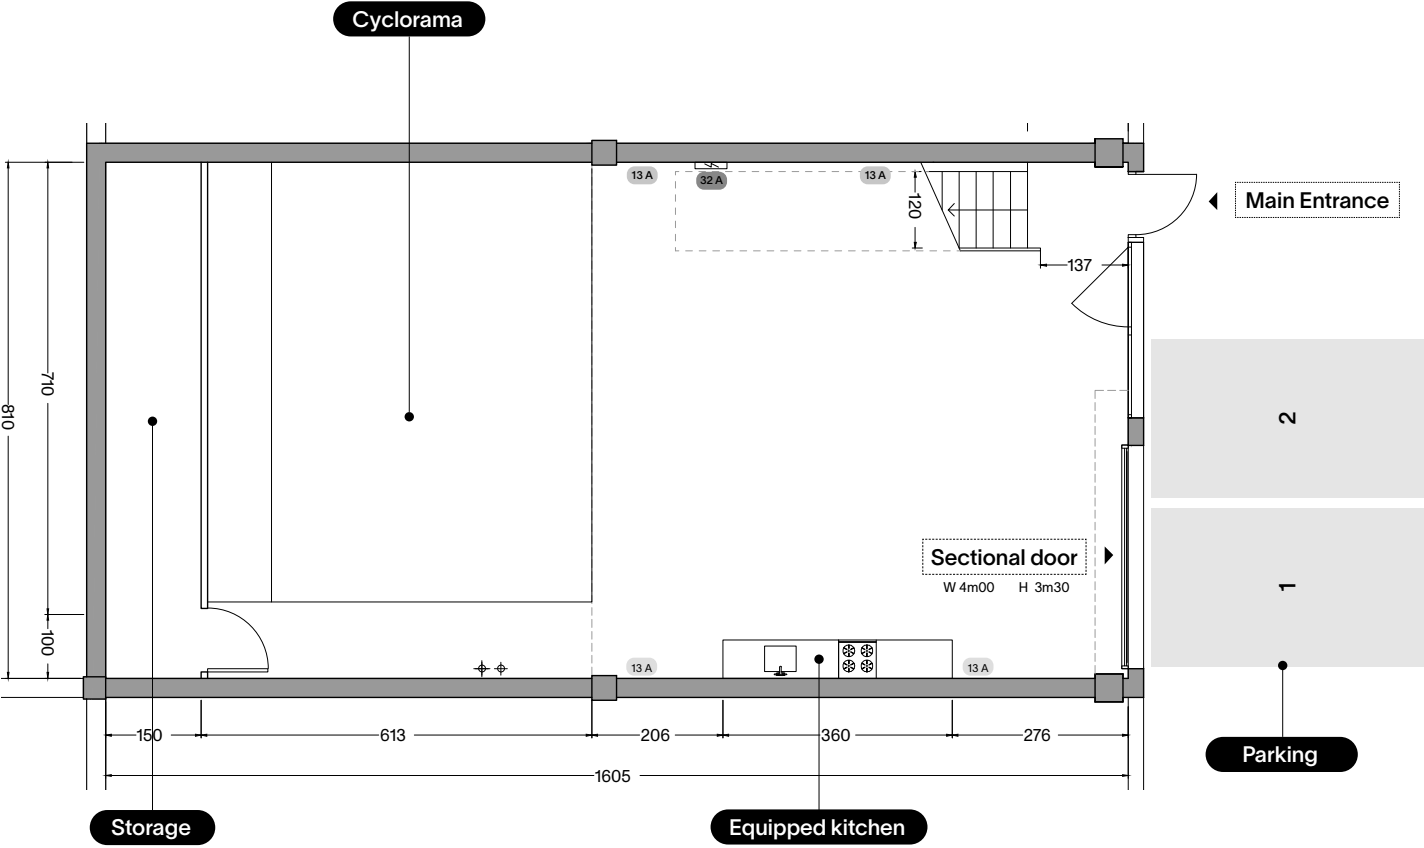 Cyclorama
13 A
32 A
13 A
120
Main Entrance
137
710
810
2
Sectional door
W 4m00 H 3m30
1
100
13 A
13 A
150
613
206
360
276
Parking
1605
Storage
Equipped kitchen